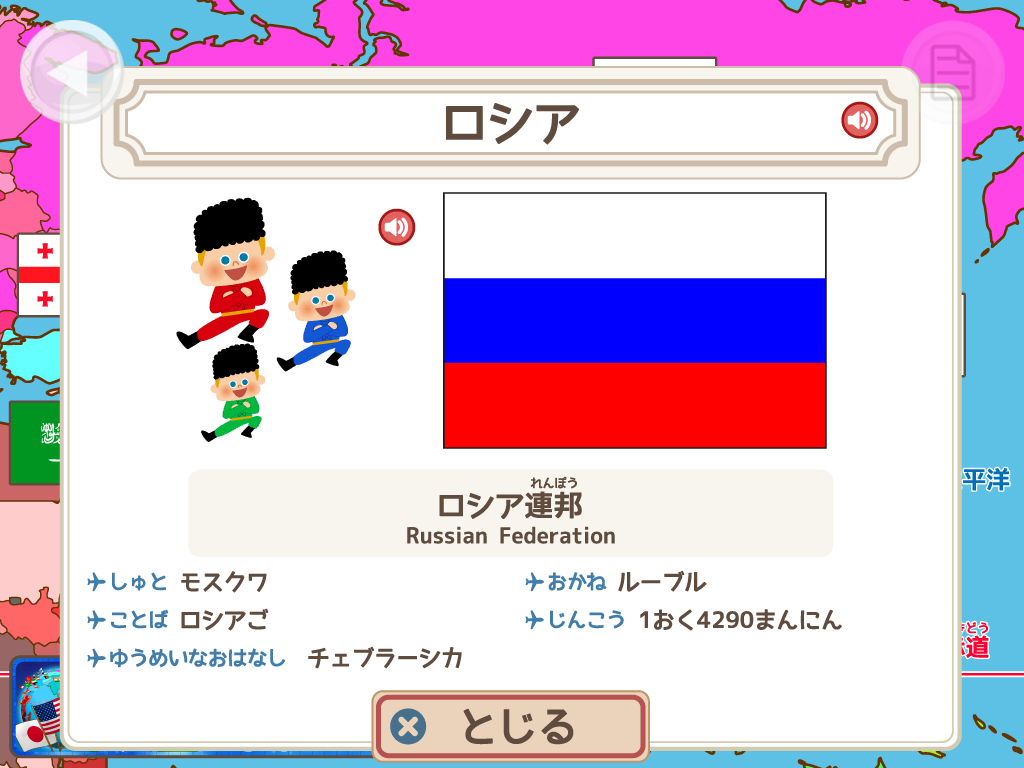 ロシア
れんぽう
ロシア連邦
Russian Federation
しゅと モスクワ
おかね ルーブル
ことば ロシアご
じんこう 1おく4290まんにん
ゆうめいなおはなし チェブラーシカ
とじる
平洋
どう
道